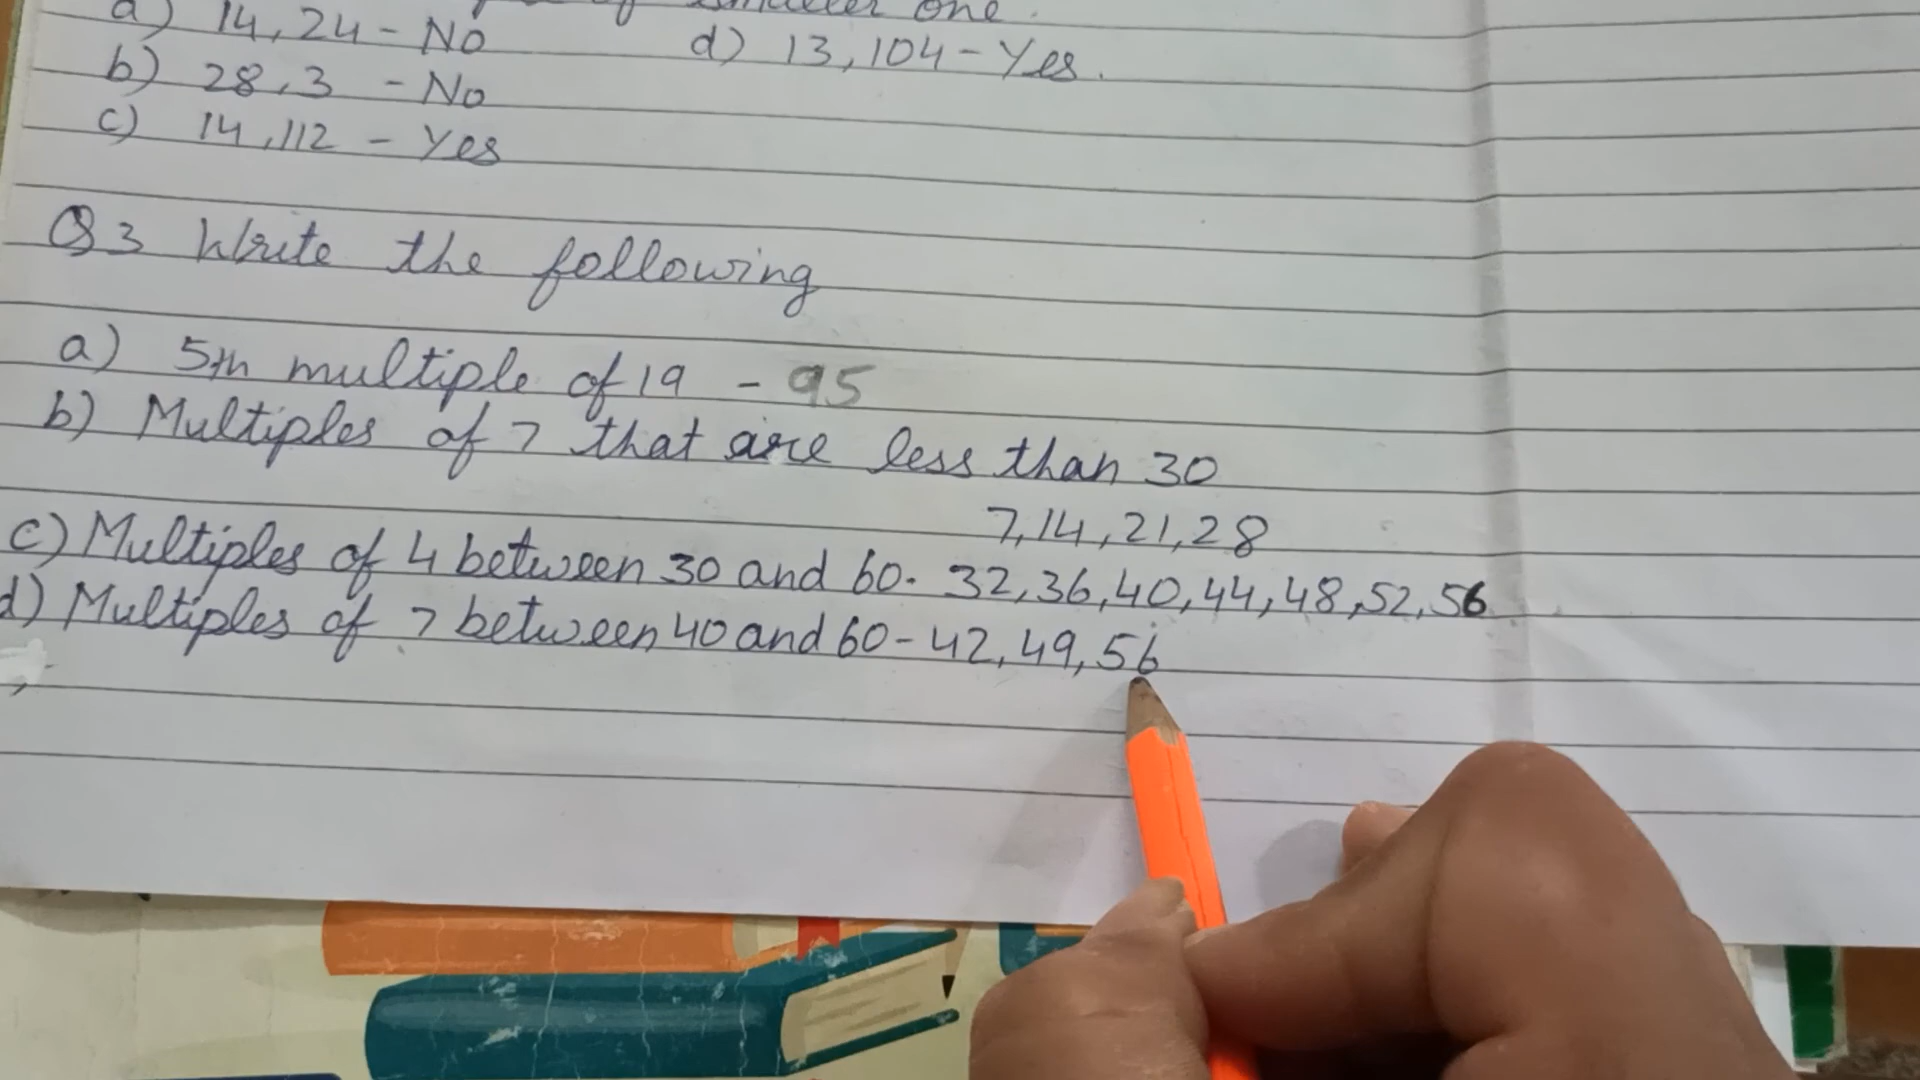 of smaller one.
a) 14, 24 - No
d) 13, 104 - Yes.
b) 28, 3 - No
c) 14, 112 - Yes
Q3 Write the following
a) 5th multiple of 19 - 95
b) Multiples of 7 that are less than 30
7, 14, 21, 28
c) Multiples of 4 between 30 and 60. 32, 36, 40, 44, 48, 52, 56
d) Multiples of 7 between 40 and 60 - 42, 49, 56